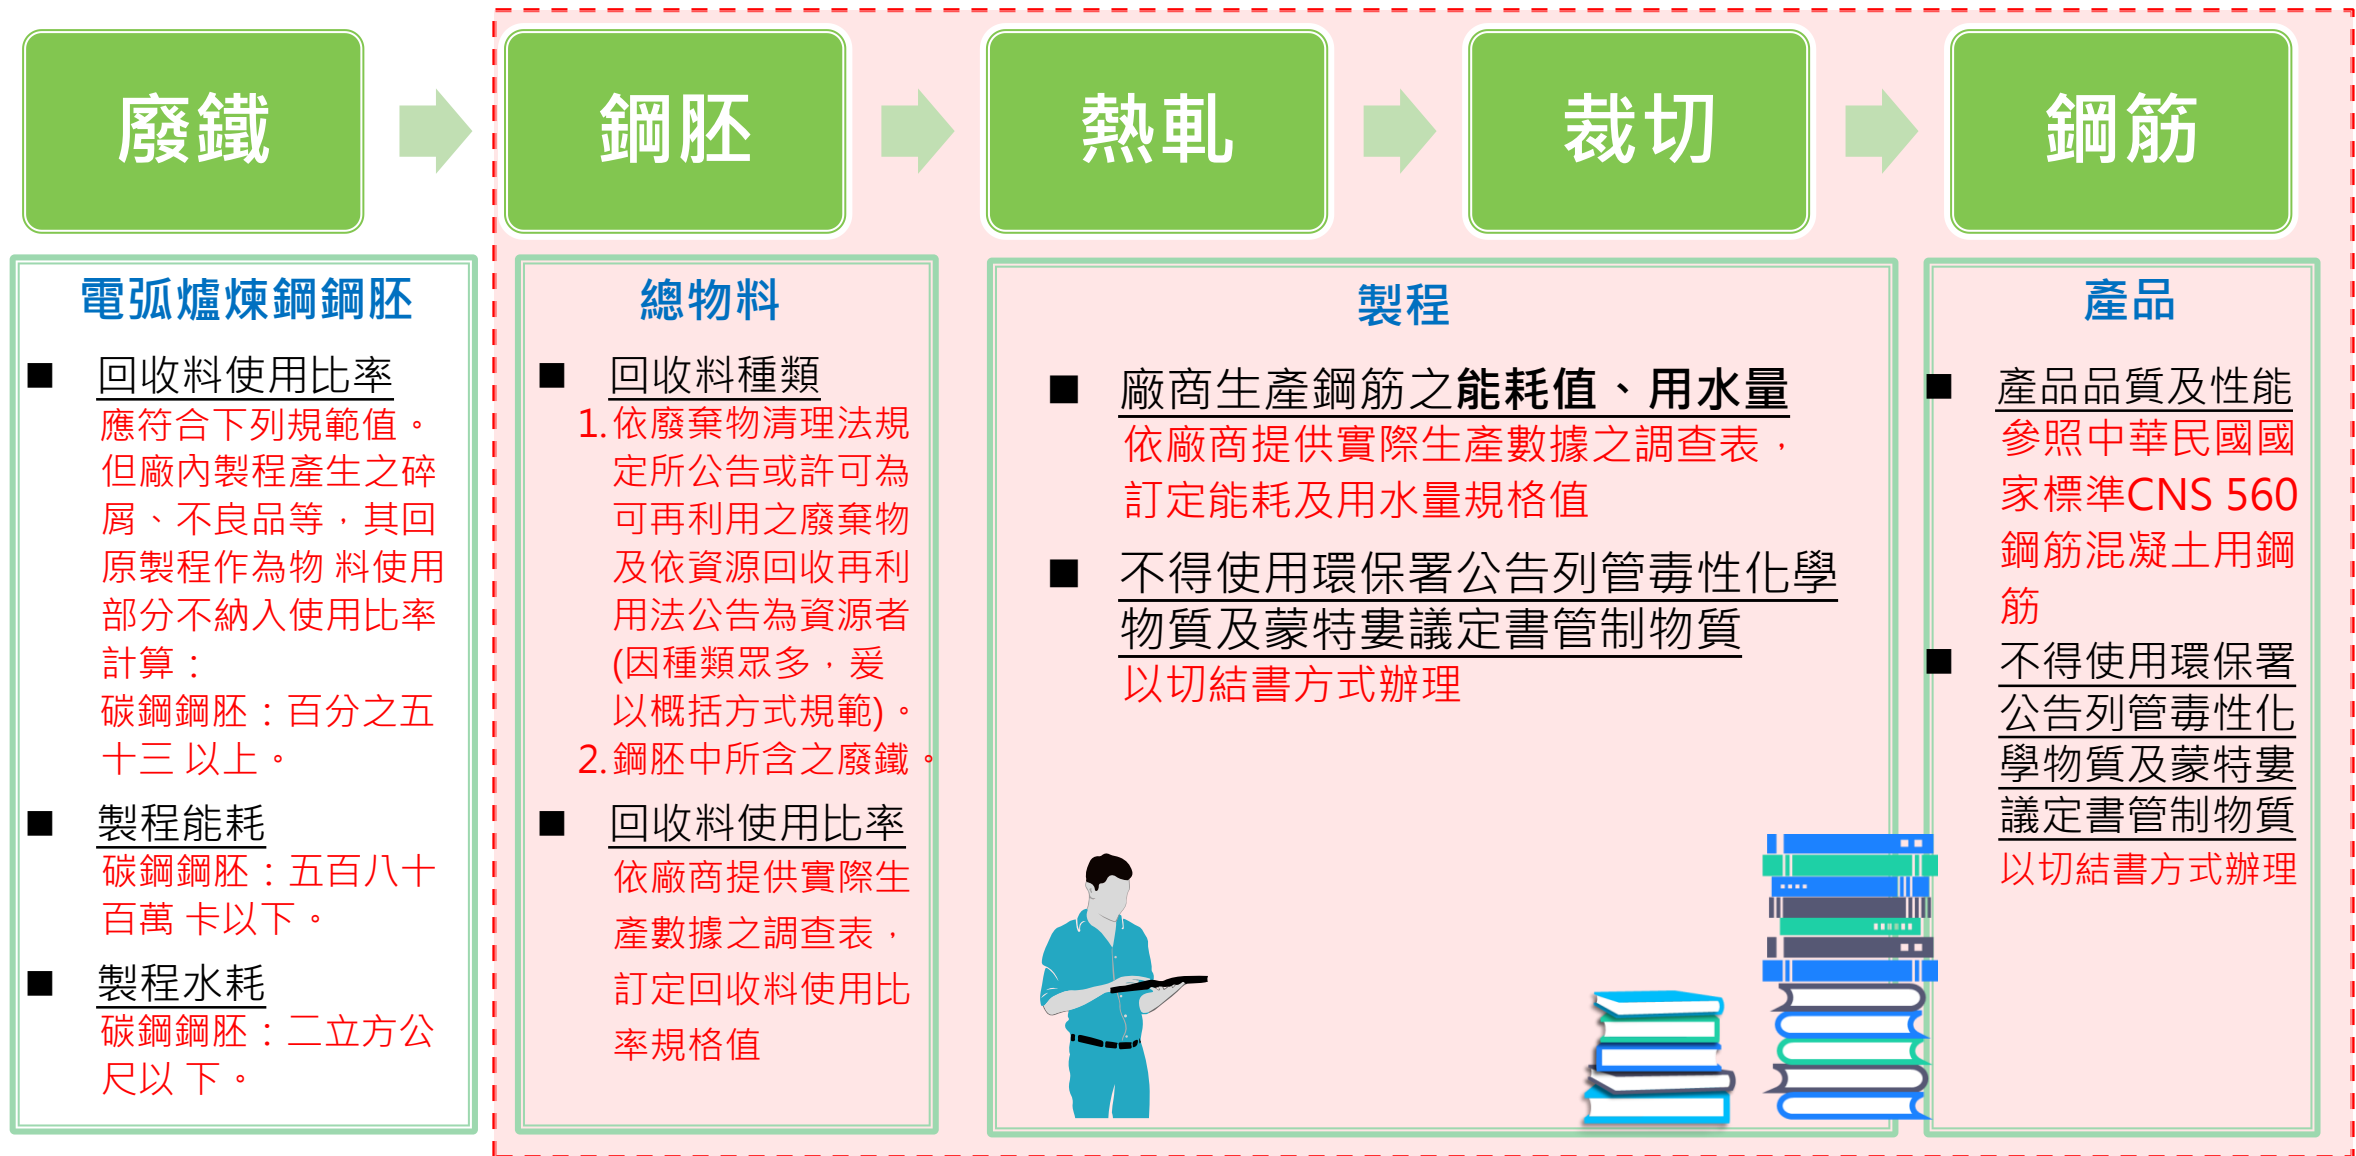 廢鐵
鋼胚
熱軋
裁切
鋼筋
電弧爐煉鋼鋼胚
■ 回收料使用比率
應符合下列規範值。
但廠內製程產生之碎
屑、不良品等，其回
原製程作為物 料使用
部分不納入使用比率
計算：
碳鋼鋼胚：百分之五
十三 以上。
■ 製程能耗
碳鋼鋼胚：五百八十
百萬 卡以下。
■ 製程水耗
碳鋼鋼胚：二立方公
尺以 下。
總物料
■ 回收料種類
1. 依廢棄物清理法規
定所公告或許可為
可再利用之廢棄物
及依資源回收再利
用法公告為資源者
(因種類眾多，爰
以概括方式規範)。
2. 鋼胚中所含之廢鐵。
■ 回收料使用比率
依廠商提供實際生
產數據之調查表，
訂定回收料使用比
率規格值
製程
■ 廠商生產鋼筋之能耗值、用水量
依廠商提供實際生產數據之調查表，
訂定能耗及用水量規格值
■ 不得使用環保署公告列管毒性化學
物質及蒙特婁議定書管制物質
以切結書方式辦理
產品
■ 產品品質及性能
參照中華民國國
家標準CNS 560
鋼筋混凝土用鋼
筋
■ 不得使用環保署
公告列管毒性化
學物質及蒙特婁
議定書管制物質
以切結書方式辦理